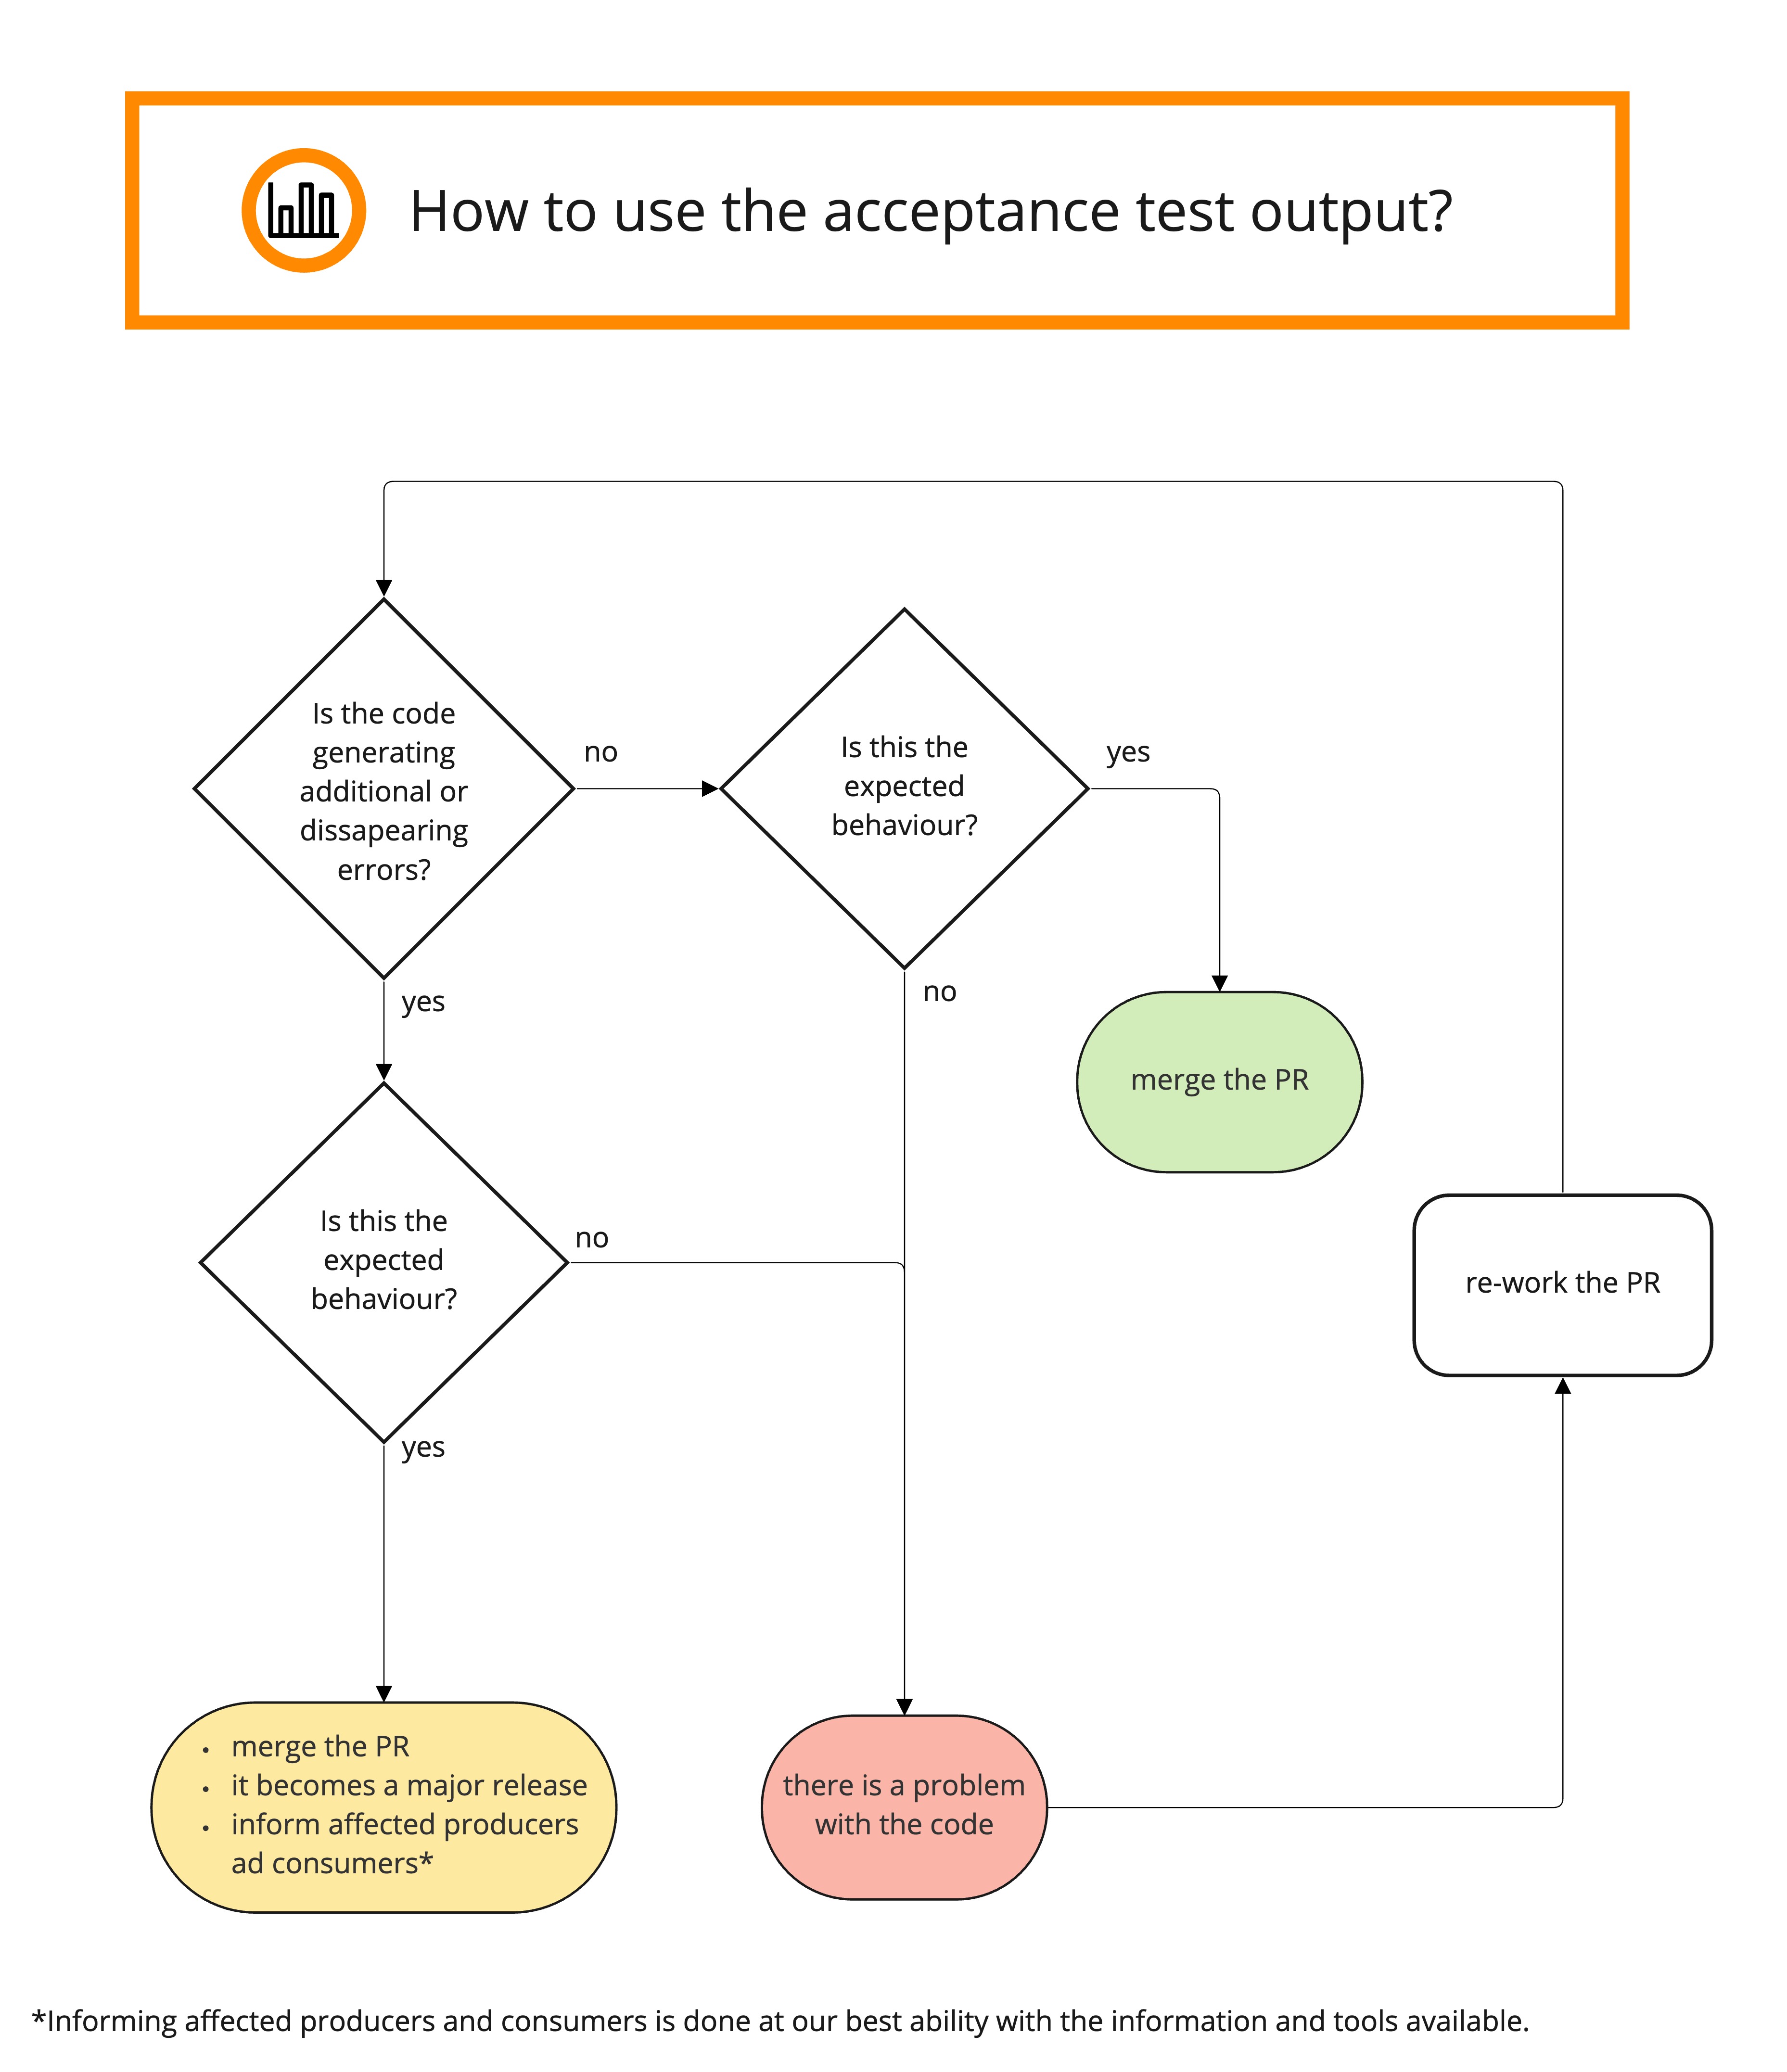 How to use the acceptance test output?
Is the code
generating
additional or
dissapearing
errors?
no
Is this the
expected
behaviour?
yes
yes
no
merge the PR
Is this the
expected
behaviour?
no
re-work the PR
yes
• merge the PR
• it becomes a major release
• inform affected producers
ad consumers*
there is a problem
with the code
*Informing affected producers and consumers is done at our best ability with the information and tools available.